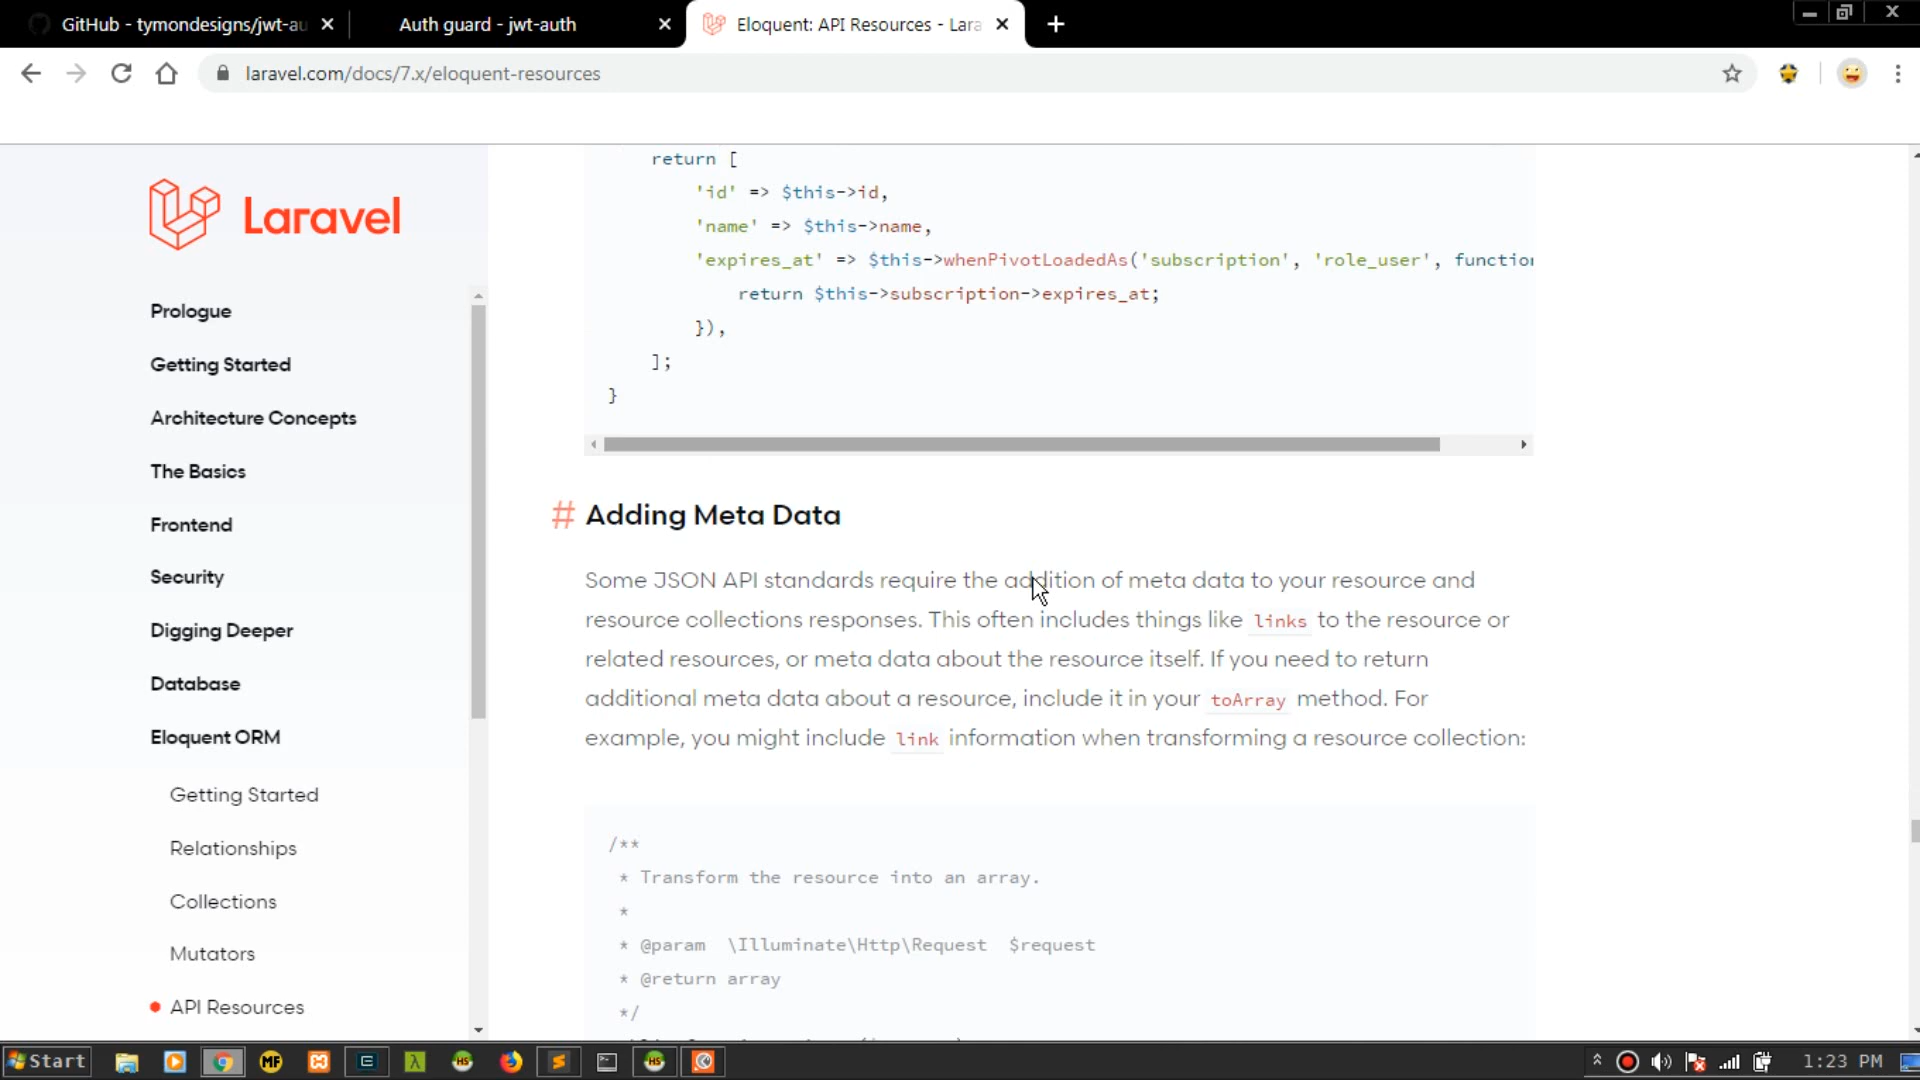 GitHub - tymondesigns/jwt-au
Auth guard - jwt-auth
Eloquent: API Resources - Lara
laravel.com/docs/7.x/eloquent-resources
Laravel
Prologue
Getting Started
Architecture Concepts
The Basics
Frontend
Security
Digging Deeper
Database
Eloquent ORM
Getting Started
Relationships
Collections
Mutators
API Resources
return [
'id' => $this->id,
'name' => $this->name,
'expires_at' => $this->whenPivotLoadedAs('subscription', 'role_user', function
return $this->subscription->expires_at;
}),
];
}
# Adding Meta Data
Some JSON API standards require the addition of meta data to your resource and
resource collections responses. This often includes things like links to the resource or
related resources, or meta data about the resource itself. If you need to return
additional meta data about a resource, include it in your toArray method. For
example, you might include link information when transforming a resource collection:
/**
* Transform the resource into an array.
*
* @param  \Illuminate\Http\Request  $request
* @return array
*/
Start
MF
HS
HS
1:23 PM